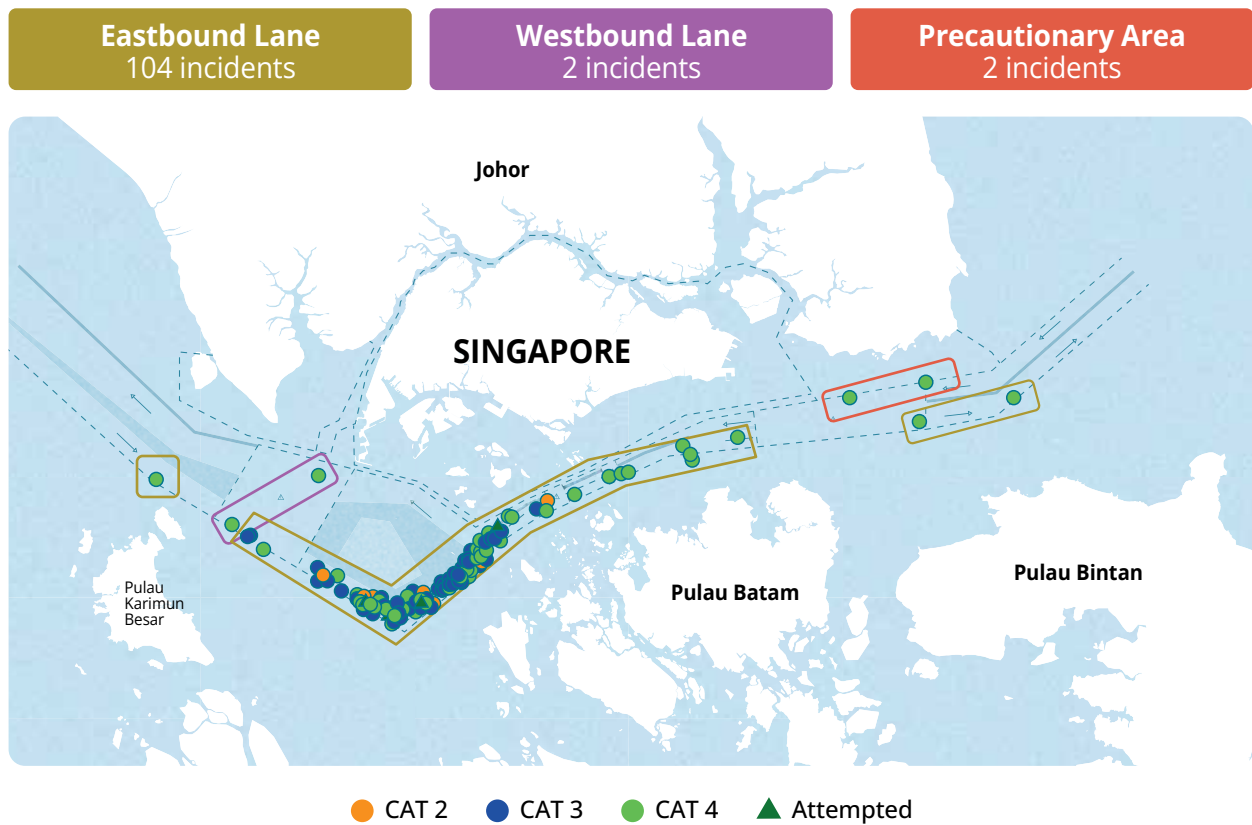 Eastbound Lane
104 incidents
Westbound Lane
2 incidents
Precautionary Area
2 incidents
Johor
SINGAPORE
Pulau
Karimun
Besar
Pulau Batam
Pulau Bintan
CAT 2
CAT 3
CAT 4
Attempted